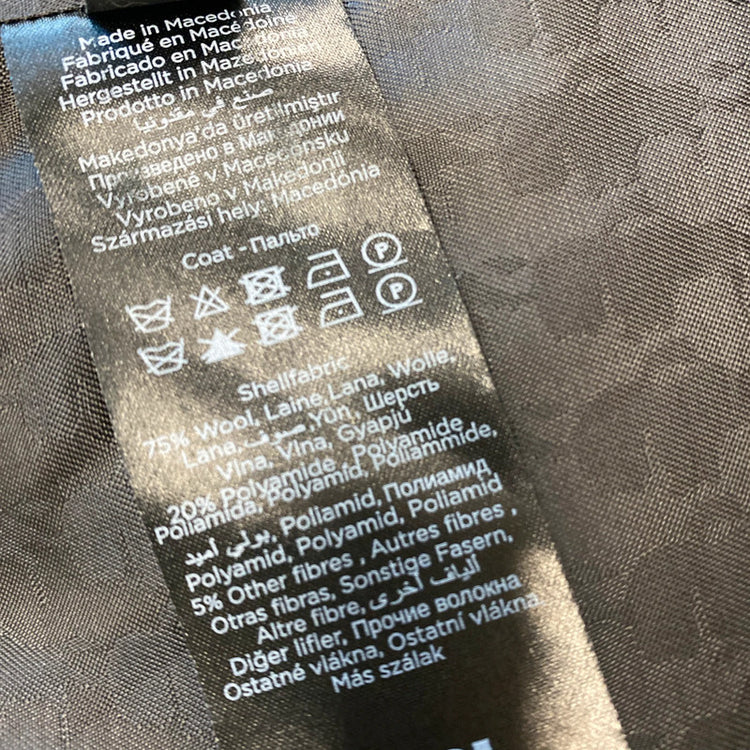 Made in Macedonia
Fabriqué en Macédoine
Fabricado en Macedonia
Hergestellt in Mazedonien
Prodotto in Macedonia
صنع في مقدونيا
Makedonya'da üretilmiştir
Произведено в Македонии
Vyrobené v Macedónsku
Vyrobeno v Makedonii
Származási hely: Macedónia
Coat - Пальто
P
P
Shellfabric
75% Wool, Laine, Lana, Wolle,
Lana, صوف, Yün, Шерсть
Vlna, Vlna, Gyapjú
20% Polyamide, Polyamide
Poliamida, Polyamid, Poliammide,
بولي أميد, Poliamid, Полиамид,
Polyamid, Polyamid, Poliamid
5% Other fibres, Autres fibres,
Otras fibras, Sonstige Fasern,
Altre fibre, ألياف أخرى
Diğer lifler, Прочие волокна
Ostatné vlákna, Ostatní vlákna
Más szálak